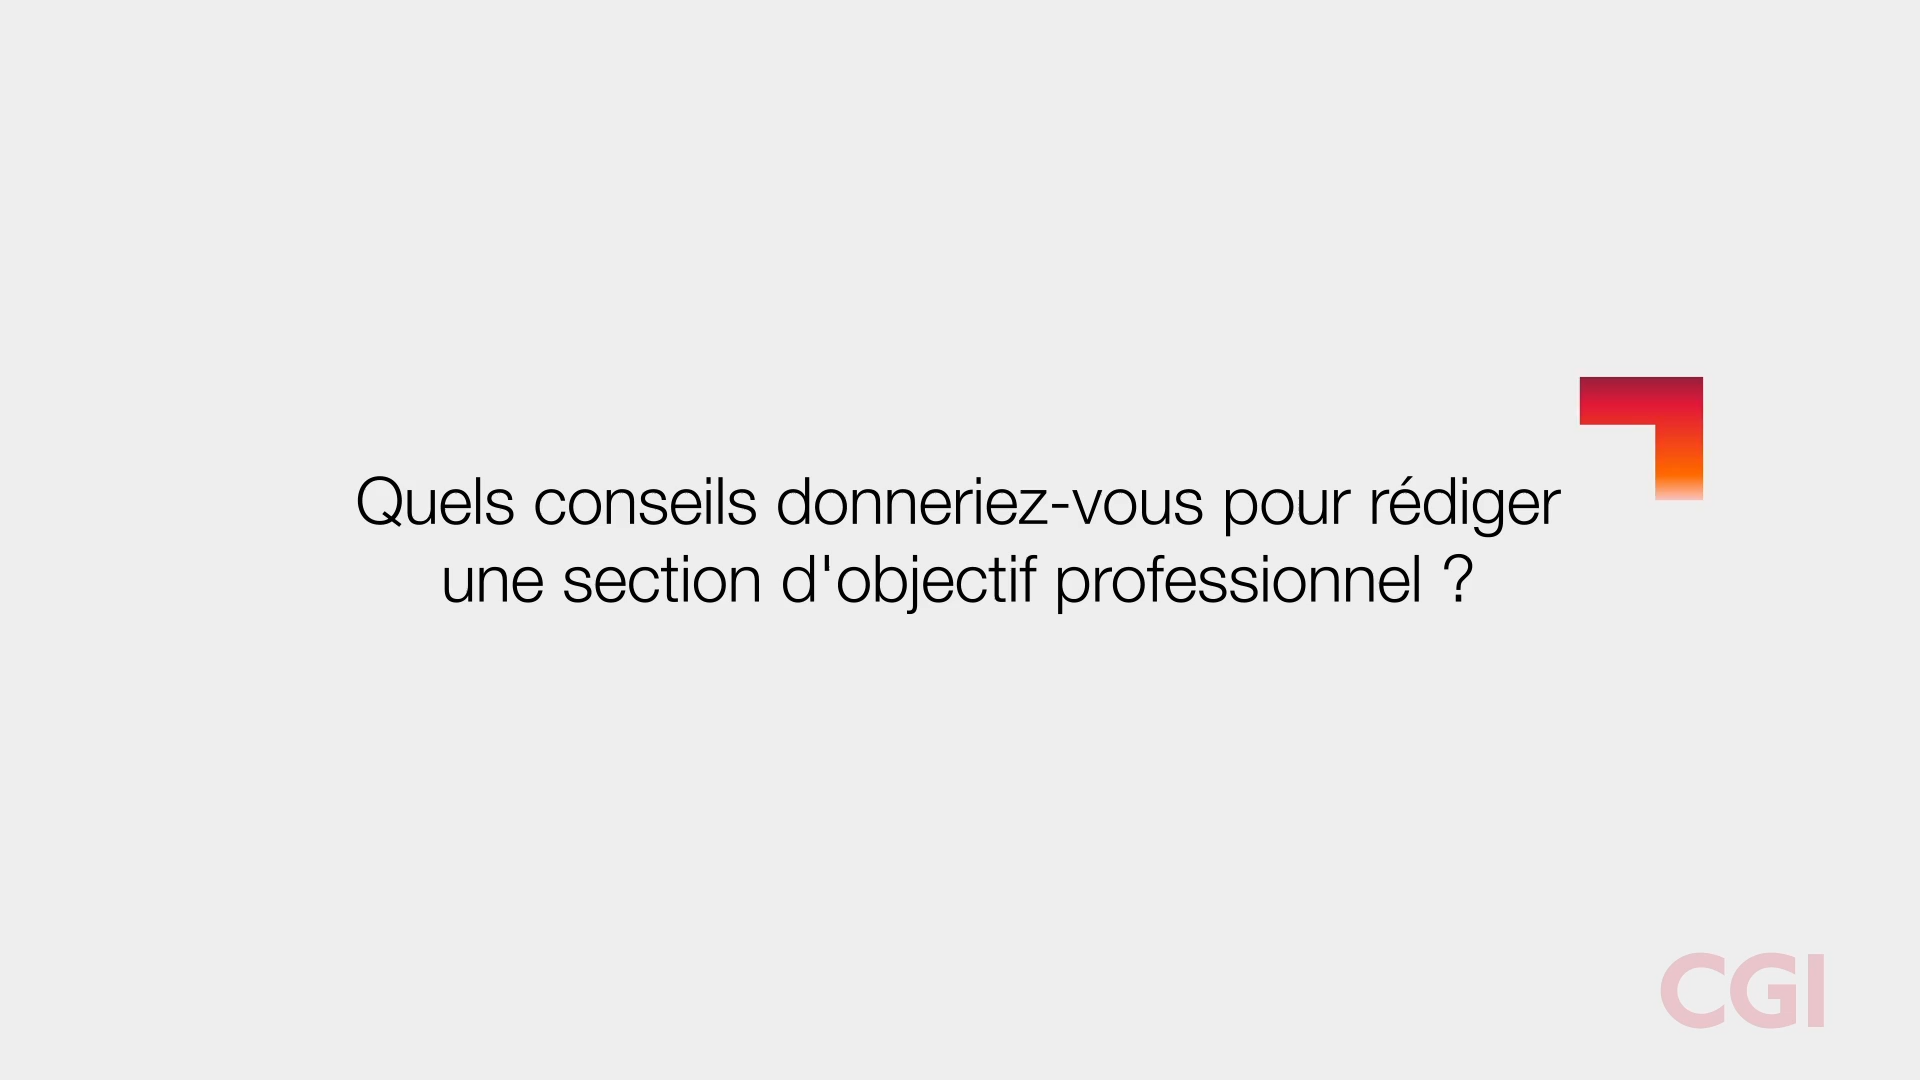 Quels conseils donneriez-vous pour rédiger
une section d'objectif professionnel ?
CGI